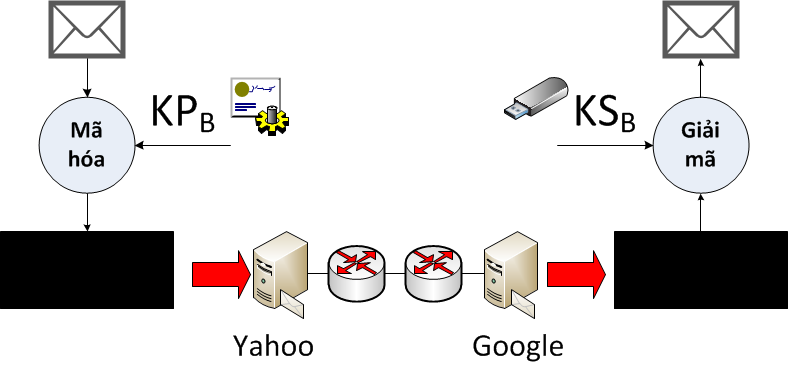 KPB
KSB
Mã
hóa
Giải
mã
Yahoo
Google